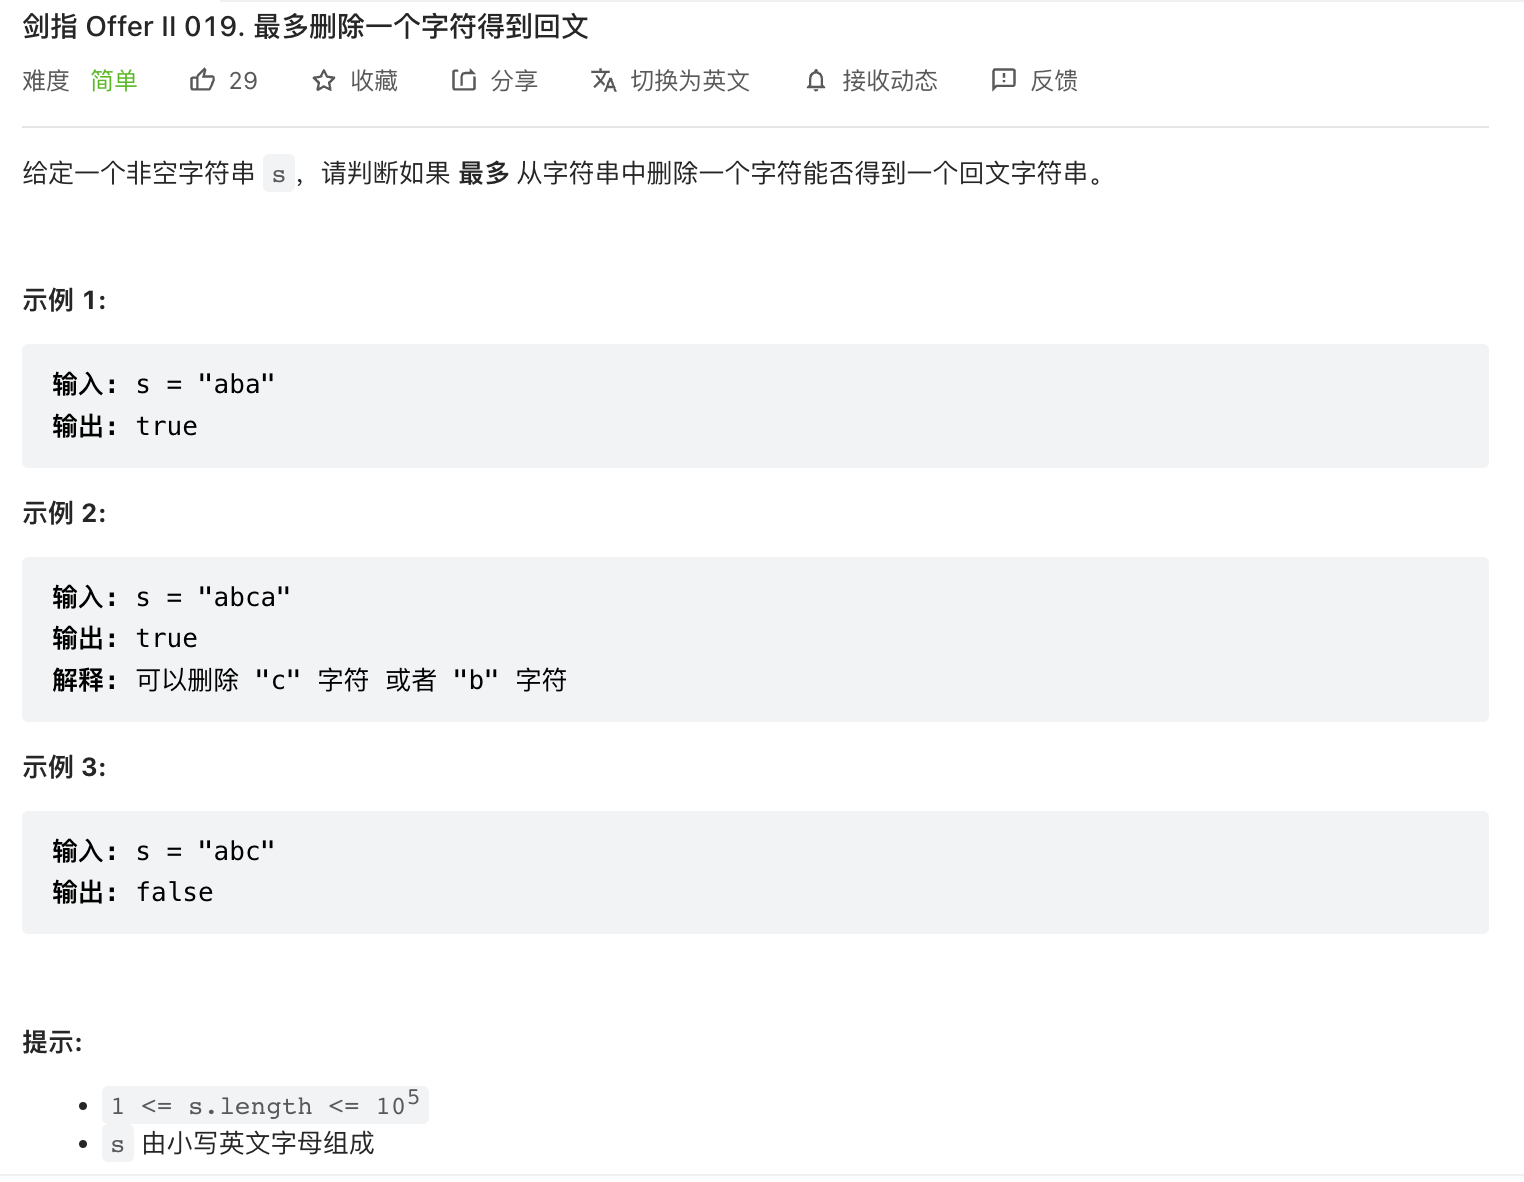 剑指 Offer II 019. 最多删除一个字符得到回文
难度 简单 29 收藏 分享 切换为英文 接收动态 反馈
给定一个非空字符串 s，请判断如果 最多 从字符串中删除一个字符能否得到一个回文字符串。
示例 1:
输入: s = "aba"
输出: true
示例 2:
输入: s = "abca"
输出: true
解释: 可以删除 "c" 字符 或者 "b" 字符
示例 3:
输入: s = "abc"
输出: false
提示:
• 1 <= s.length <= 10⁵
• s 由小写英文字母组成